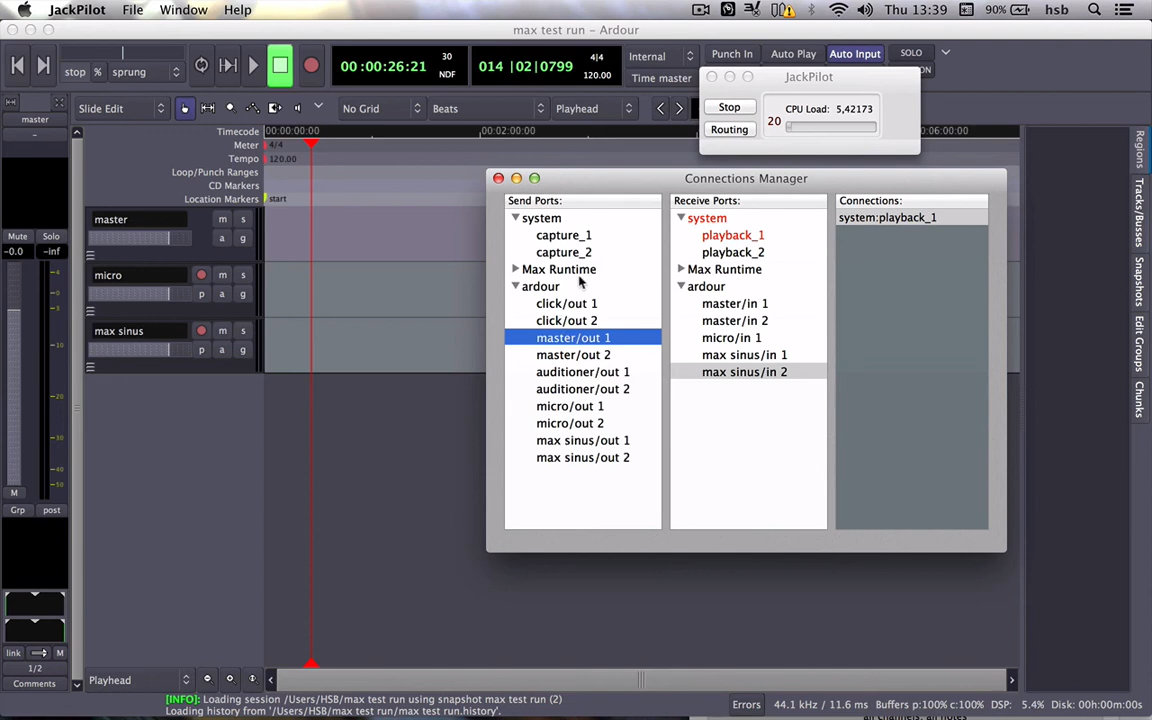 JackPilot File Window Help Thu 13:39 90% hsb
max test run – Ardour
stop % sprung
00:00:26:21 30 NDF
014|02|0799 4/4 120.00
Internal
Time master
Punch In Auto Play Auto Input SOLO
JackPilot
Stop
Routing
CPU Load: 5,42173
20
Slide Edit No Grid Beats Playhead
master
Timecode 00:00:00:00 00:02:00:00 00:06:00:00
Meter 4/4
Tempo 120.00
Loop/Punch Ranges
CD Markers
Location Markers start
master m s
a g
micro m s
p a g
max sinus m s
p a g
Mute Solo
-0.0 -inf
M
Grp post
link M
1/2
Comments
Connections Manager
Send Ports:
system
capture_1
capture_2
Max Runtime
ardour
click/out 1
click/out 2
master/out 1
master/out 2
auditioner/out 1
auditioner/out 2
micro/out 1
micro/out 2
max sinus/out 1
max sinus/out 2
Receive Ports:
system
playback_1
playback_2
Max Runtime
ardour
master/in 1
master/in 2
micro/in 1
max sinus/in 1
max sinus/in 2
Connections:
system:playback_1
Regions
Tracks/Busses
Snapshots
Edit Groups
Chunks
Playhead
[INFO]: Loading session /Users/HSB/max test run using snapshot max test run (2)
Loading history from '/Users/HSB/max test run/max test run.history'.
Errors 44.1 kHz / 11.6 ms Buffers p:100% c:100% DSP: 5.4% Disk: 00h:00m:00s